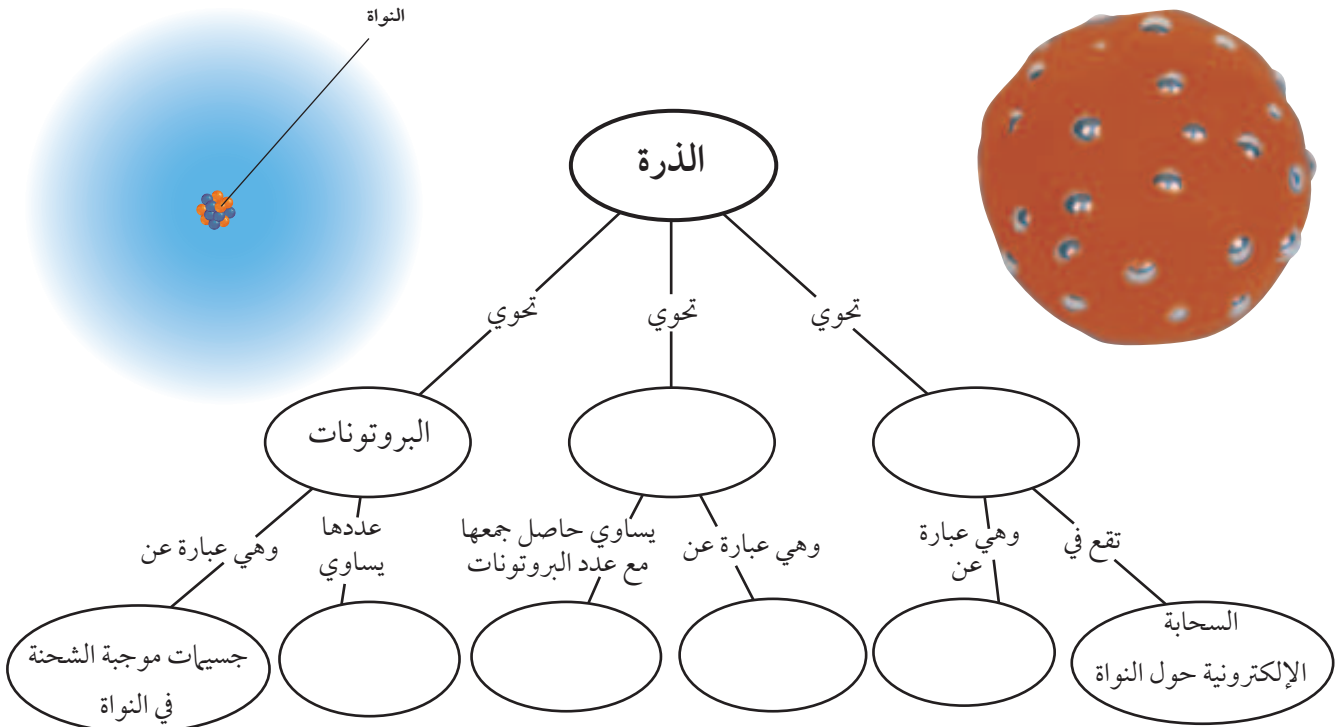 النواة
الذرة
تحوي
تحوي
تحوي
البروتونات
تقع في
وهي عبارة
عن
وهي عبارة عن
يساوي حاصل جمعها
مع عدد البروتونات
عددها
يساوي
وهي عبارة عن
السحابة
الإلكترونية حول النواة
جسيمات موجبة الشحنة
في النواة